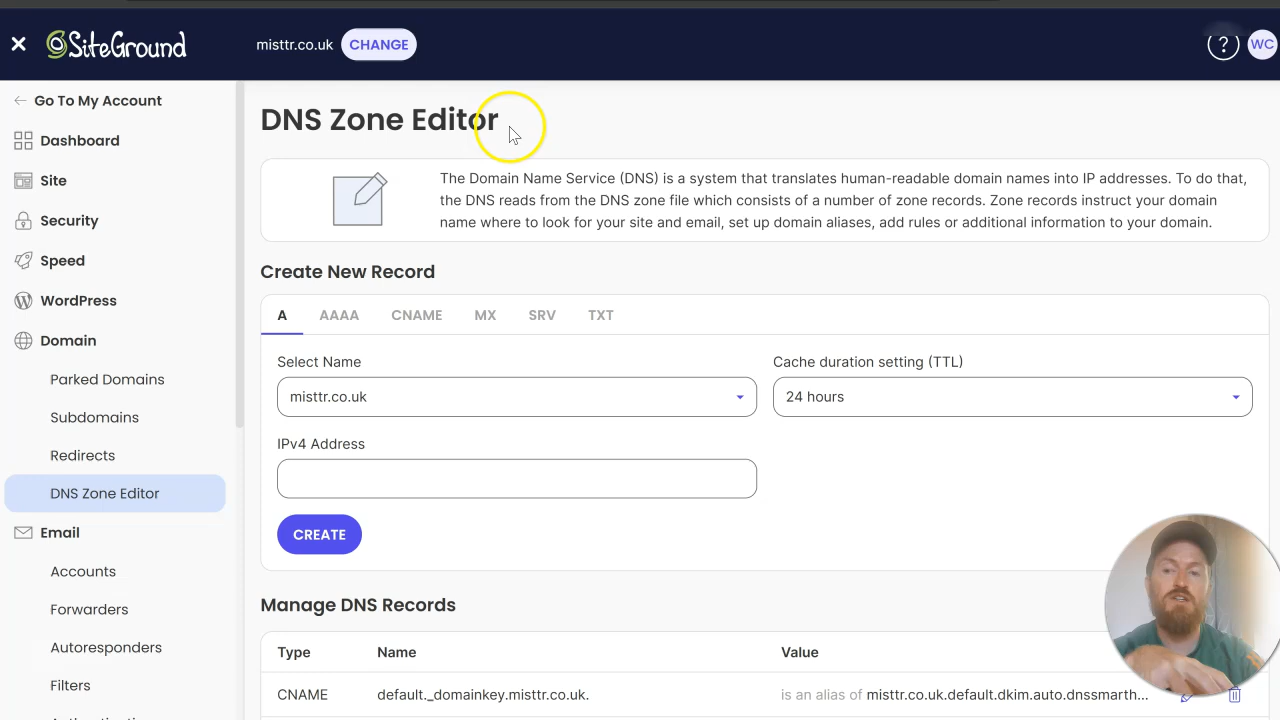 SiteGround
misttr.co.uk CHANGE
?
WC
Go To My Account
Dashboard
Site
Security
Speed
WordPress
Domain
Parked Domains
Subdomains
Redirects
DNS Zone Editor
Email
Accounts
Forwarders
Autoresponders
Filters
DNS Zone Editor
The Domain Name Service (DNS) is a system that translates human-readable domain names into IP addresses. To do that,
the DNS reads from the DNS zone file which consists of a number of zone records. Zone records instruct your domain
name where to look for your site and email, set up domain aliases, add rules or additional information to your domain.
Create New Record
A AAAA CNAME MX SRV TXT
Select Name
misttr.co.uk
Cache duration setting (TTL)
24 hours
IPv4 Address
CREATE
Manage DNS Records
Type Name Value
CNAME default._domainkey.misttr.co.uk. is an alias of misttr.co.uk.default.dkim.auto.dnssmarth...